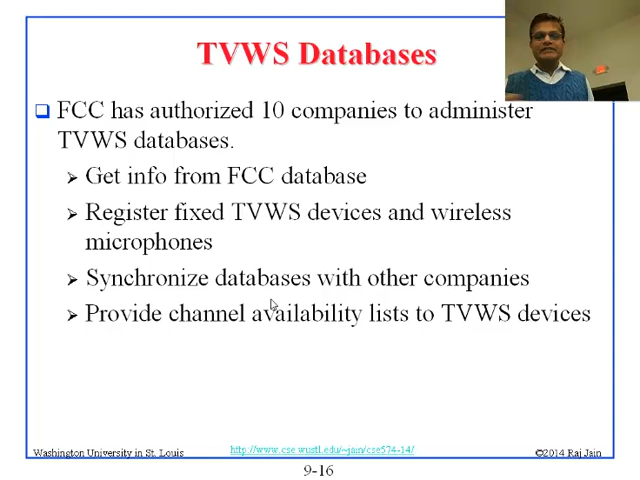 TVWS Databases
FCC has authorized 10 companies to administer
TVWS databases.
Get info from FCC database
Register fixed TVWS devices and wireless
microphones
Synchronize databases with other companies
Provide channel availability lists to TVWS devices
Washington University in St. Louis
http://www.cse.wustl.edu/~jain/cse574-14/
©2014 Raj Jain
9-16